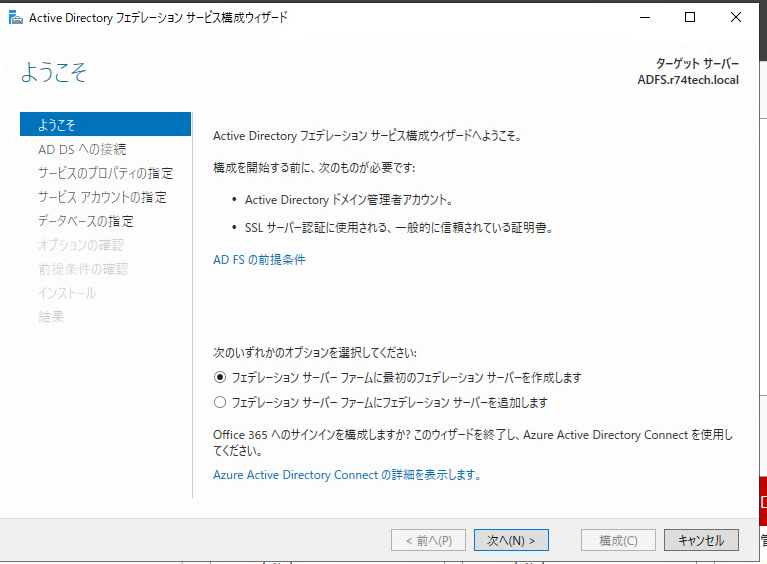 Active Directory フェデレーション サービス構成ウィザード
ようこそ
ターゲット サーバー
ADFS.r74tech.local
ようこそ
AD DS への接続
サービスのプロパティの指定
サービス アカウントの指定
データベースの指定
オプションの確認
前提条件の確認
インストール
結果
Active Directory フェデレーション サービス構成ウィザードへようこそ。
構成を開始する前に、次のものが必要です:
• Active Directory ドメイン管理者アカウント。
• SSL サーバー認証に使用される、一般的に信頼されている証明書。
AD FS の前提条件
次のいずれかのオプションを選択してください:
フェデレーション サーバー ファームに最初のフェデレーション サーバーを作成します
フェデレーション サーバー ファームにフェデレーション サーバーを追加します
Office 365 へのサインインを構成しますか? このウィザードを終了し、Azure Active Directory Connect を使用し
てください。
Azure Active Directory Connect の詳細を表示します。
< 前へ(P)
次へ(N) >
構成(C)
キャンセル